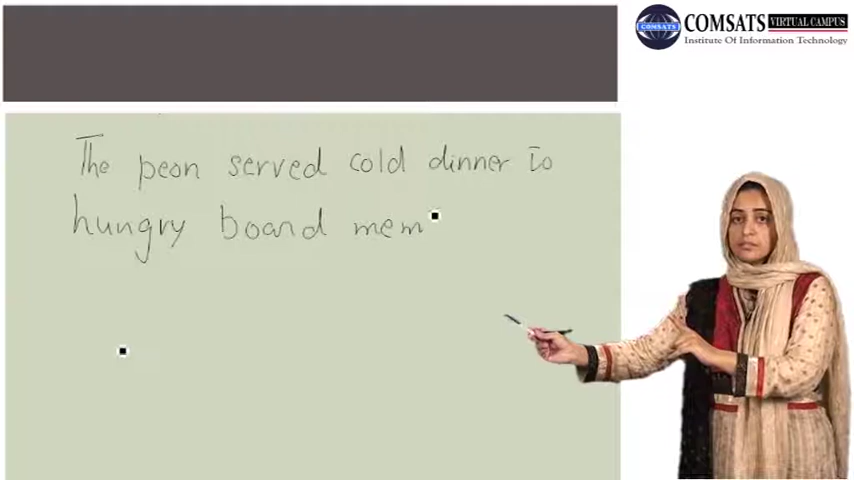 COMSATS VIRTUAL CAMPUS
COMSATS
Institute Of Information Technology
The peon served cold dinner to
hungry board mem